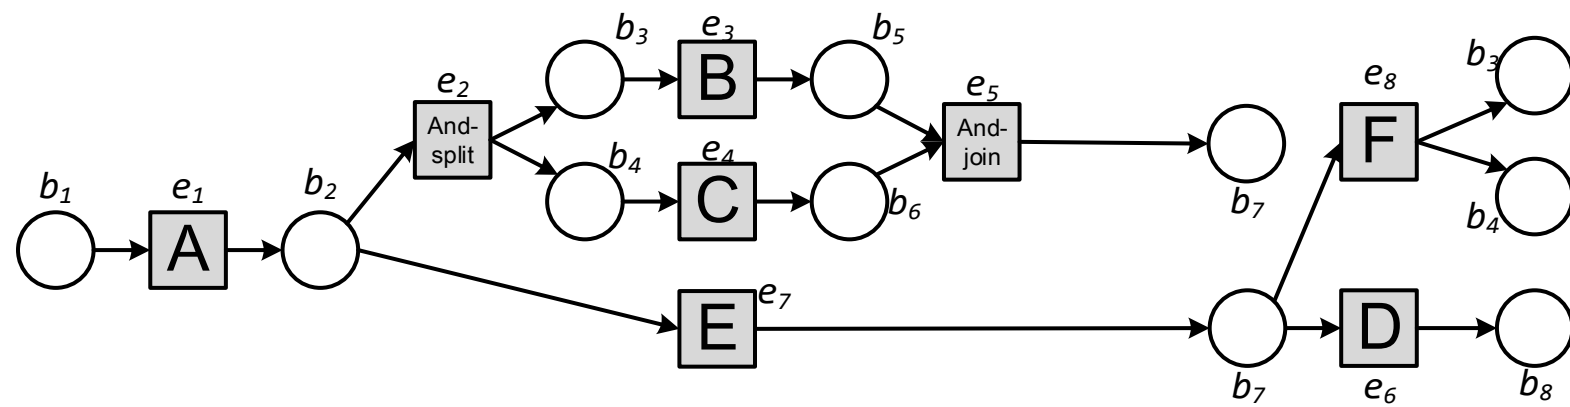 b₁
e₁
A
b₂
e₂
And-
split
b₃
e₃
B
b₅
b₄
e₄
C
b₆
e₅
And-
join
b₇
E
e₇
b₇
e₈
F
b₃
b₄
D
e₆
b₈